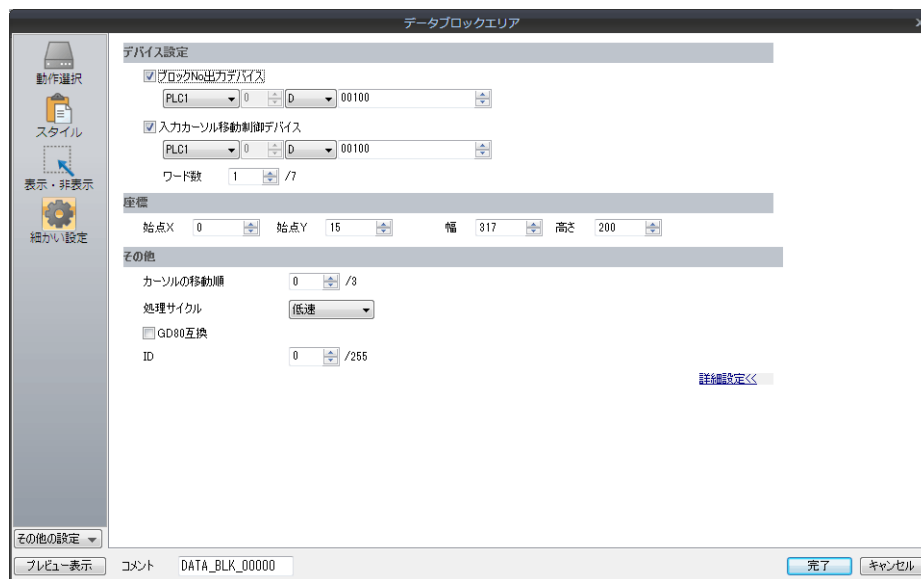 データブロックエリア
動作選択
スタイル
表示・非表示
細かい設定
その他の設定
プレビュー表示
デバイス設定
ブロックNo出力デバイス
PLC1 0 D 00100
入力カーソル移動制御デバイス
PLC1 0 D 00100
ワード数 1 /7
座標
始点X 0 始点Y 15 幅 317 高さ 200
その他
カーソルの移動順 0 /3
処理サイクル 低速
GD80互換
ID 0 /255
詳細設定<<
コメント DATA_BLK_00000
完了 キャンセル